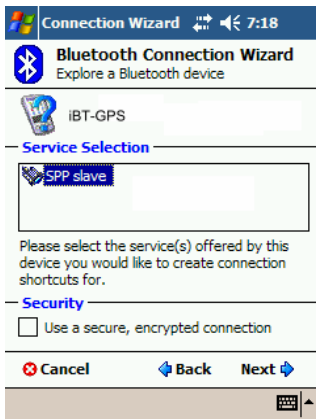 Connection Wizard 7:18
Bluetooth Connection Wizard
Explore a Bluetooth device
iBT-GPS
Service Selection
SPP slave
Please select the service(s) offered by this
device you would like to create connection
shortcuts for.
Security
Use a secure, encrypted connection
Cancel Back Next